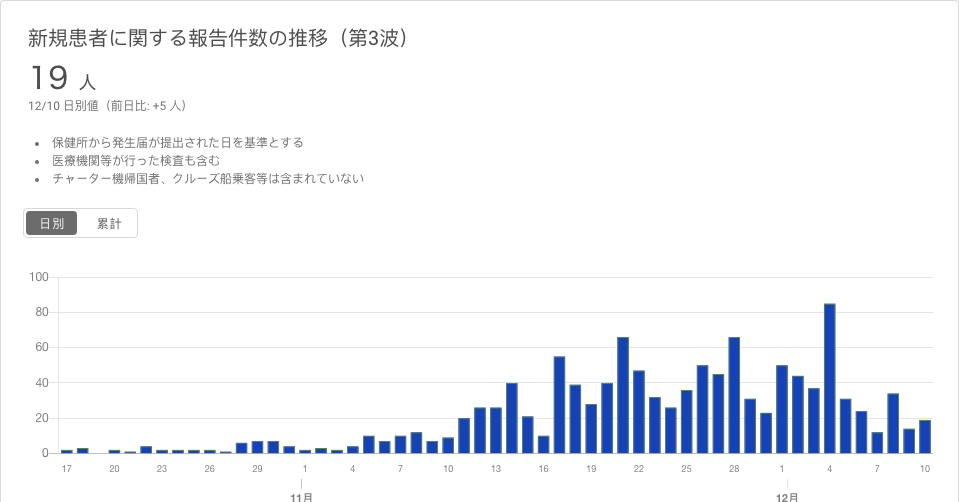 新規患者に関する報告件数の推移（第3波）
19 人
12/10 日別値（前日比: +5 人）
保健所から発生届が提出された日を基準とする
医療機関等が行った検査も含む
チャーター機帰国者、クルーズ船乗客等は含まれていない
日別 累計
100
80
60
40
20
0
17 20 23 26 29 1 4 7 10 13 16 19 22 25 28 1 4 7 10
11月 12月